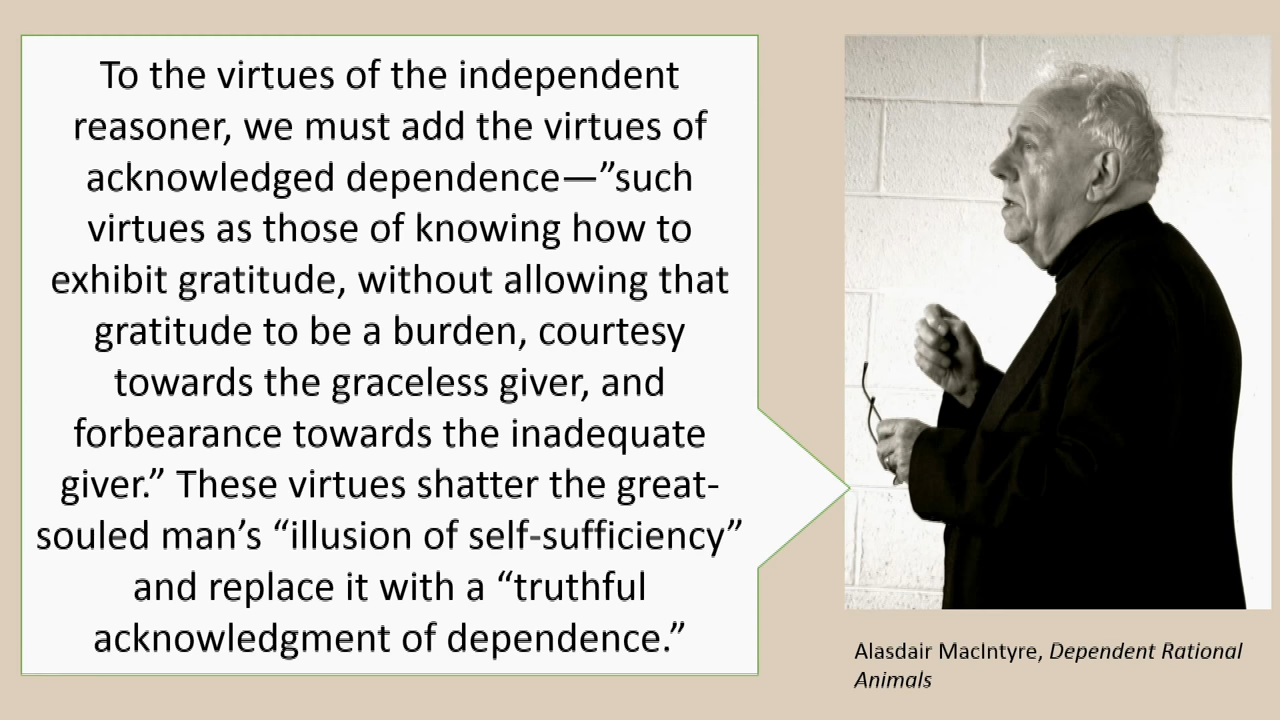 To the virtues of the independent
reasoner, we must add the virtues of
acknowledged dependence—”such
virtues as those of knowing how to
exhibit gratitude, without allowing that
gratitude to be a burden, courtesy
towards the graceless giver, and
forbearance towards the inadequate
giver.” These virtues shatter the great-
souled man’s “illusion of self-sufficiency”
and replace it with a “truthful
acknowledgment of dependence.”
Alasdair MacIntyre, Dependent Rational
Animals